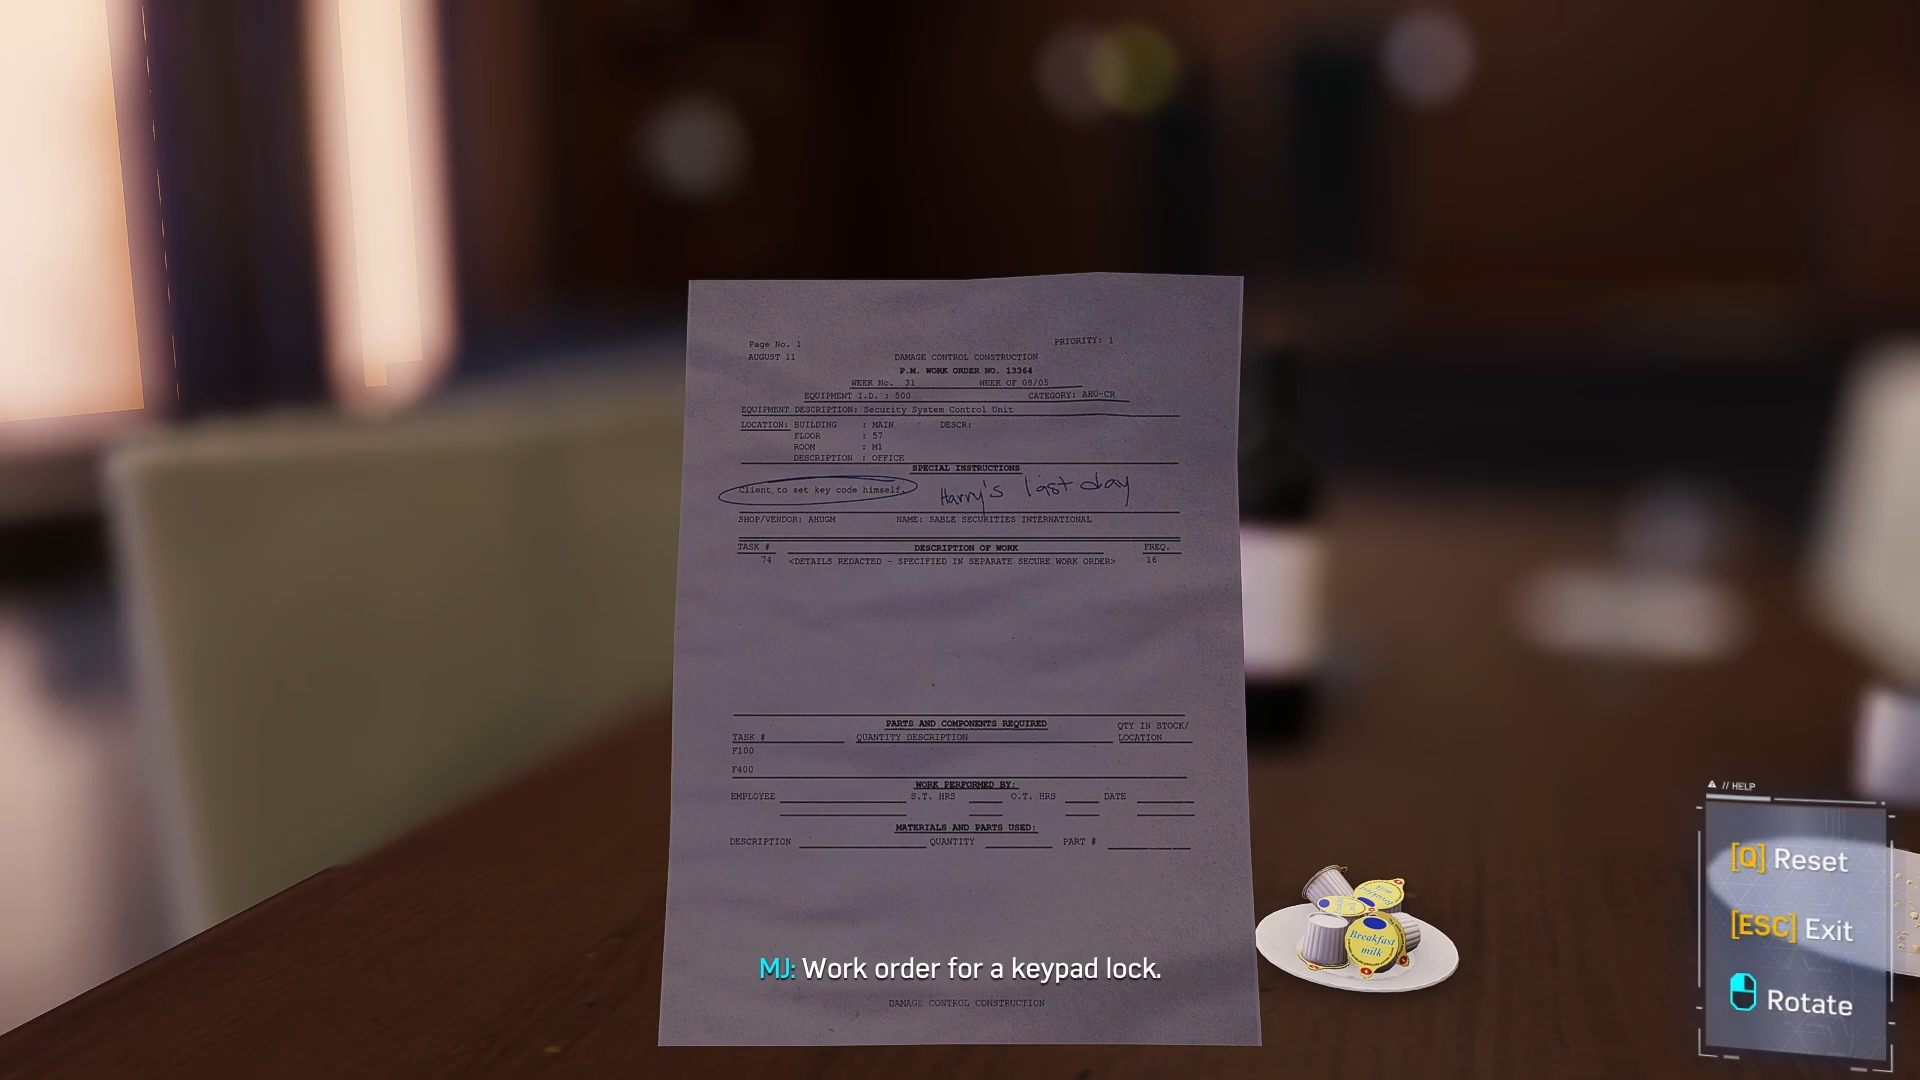 Page No. 1 PRIORITY: 1
AUGUST 11 DAMAGE CONTROL CONSTRUCTION
P.M. WORK ORDER NO. 13364
WEEK No. 31 WEEK OF 08/05
EQUIPMENT I.D. : 500 CATEGORY: AHU-CR
EQUIPMENT DESCRIPTION: Security System Control Unit
LOCATION: BUILDING : MAIN DESCR:
FLOOR : 57
ROOM : M1
DESCRIPTION : OFFICE
SPECIAL INSTRUCTIONS
Client to set key code himself. Harry's last day
SHOP/VENDOR: AHUGM NAME: SABLE SECURITIES INTERNATIONAL
TASK # DESCRIPTION OF WORK FREQ.
74 <DETAILS REDACTED - SPECIFIED IN SEPARATE SECURE WORK ORDER> 16
PARTS AND COMPONENTS REQUIRED QTY IN STOCK/
TASK # QUANTITY DESCRIPTION LOCATION
F100
F400
WORK PERFORMED BY:
EMPLOYEE S.T. HRS O.T. HRS DATE
MATERIALS AND PARTS USED:
DESCRIPTION QUANTITY PART #
MJ: Work order for a keypad lock.
DAMAGE CONTROL CONSTRUCTION
Breakfast
milk
// HELP
[Q] Reset
[ESC] Exit
Rotate